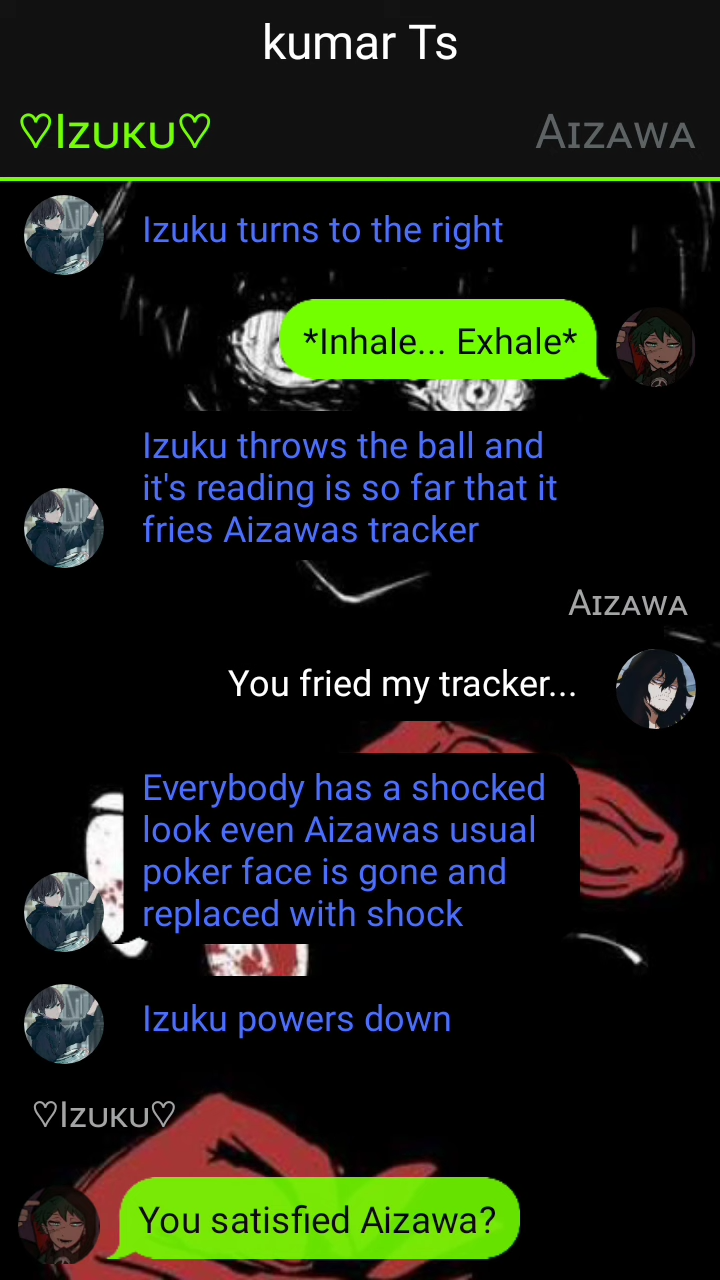 kumar Ts
♡Izuku♡
Aizawa
Izuku turns to the right
*Inhale... Exhale*
Izuku throws the ball and
it's reading is so far that it
fries Aizawas tracker
Aizawa
You fried my tracker...
Everybody has a shocked
look even Aizawas usual
poker face is gone and
replaced with shock
Izuku powers down
♡Izuku♡
You satisfied Aizawa?